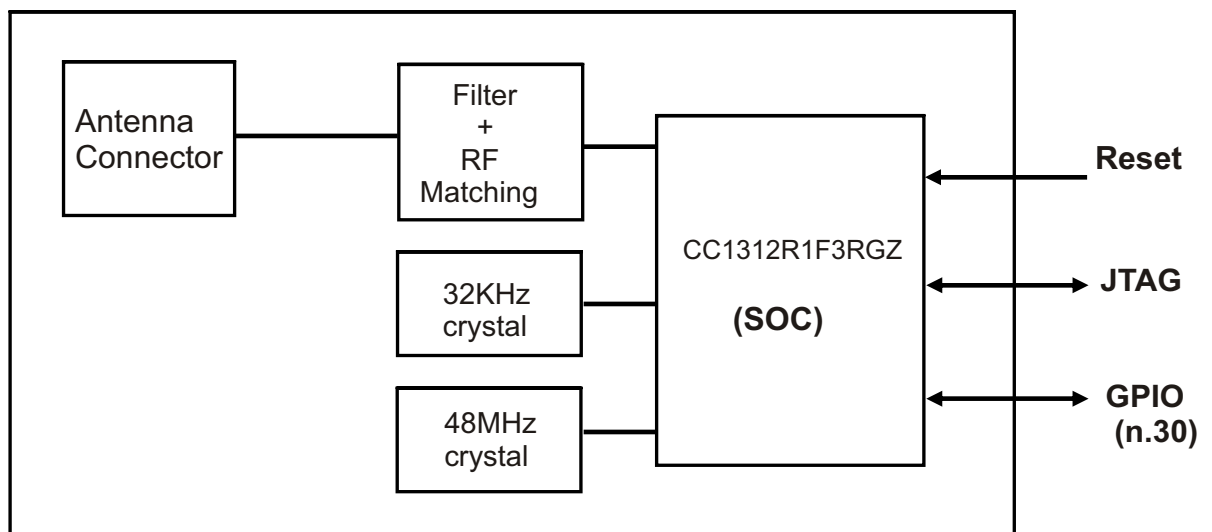 Antenna
Connector
Filter
+
RF
Matching
32KHz
crystal
48MHz
crystal
CC1312R1F3RGZ
(SOC)
Reset
JTAG
GPIO
(n.30)